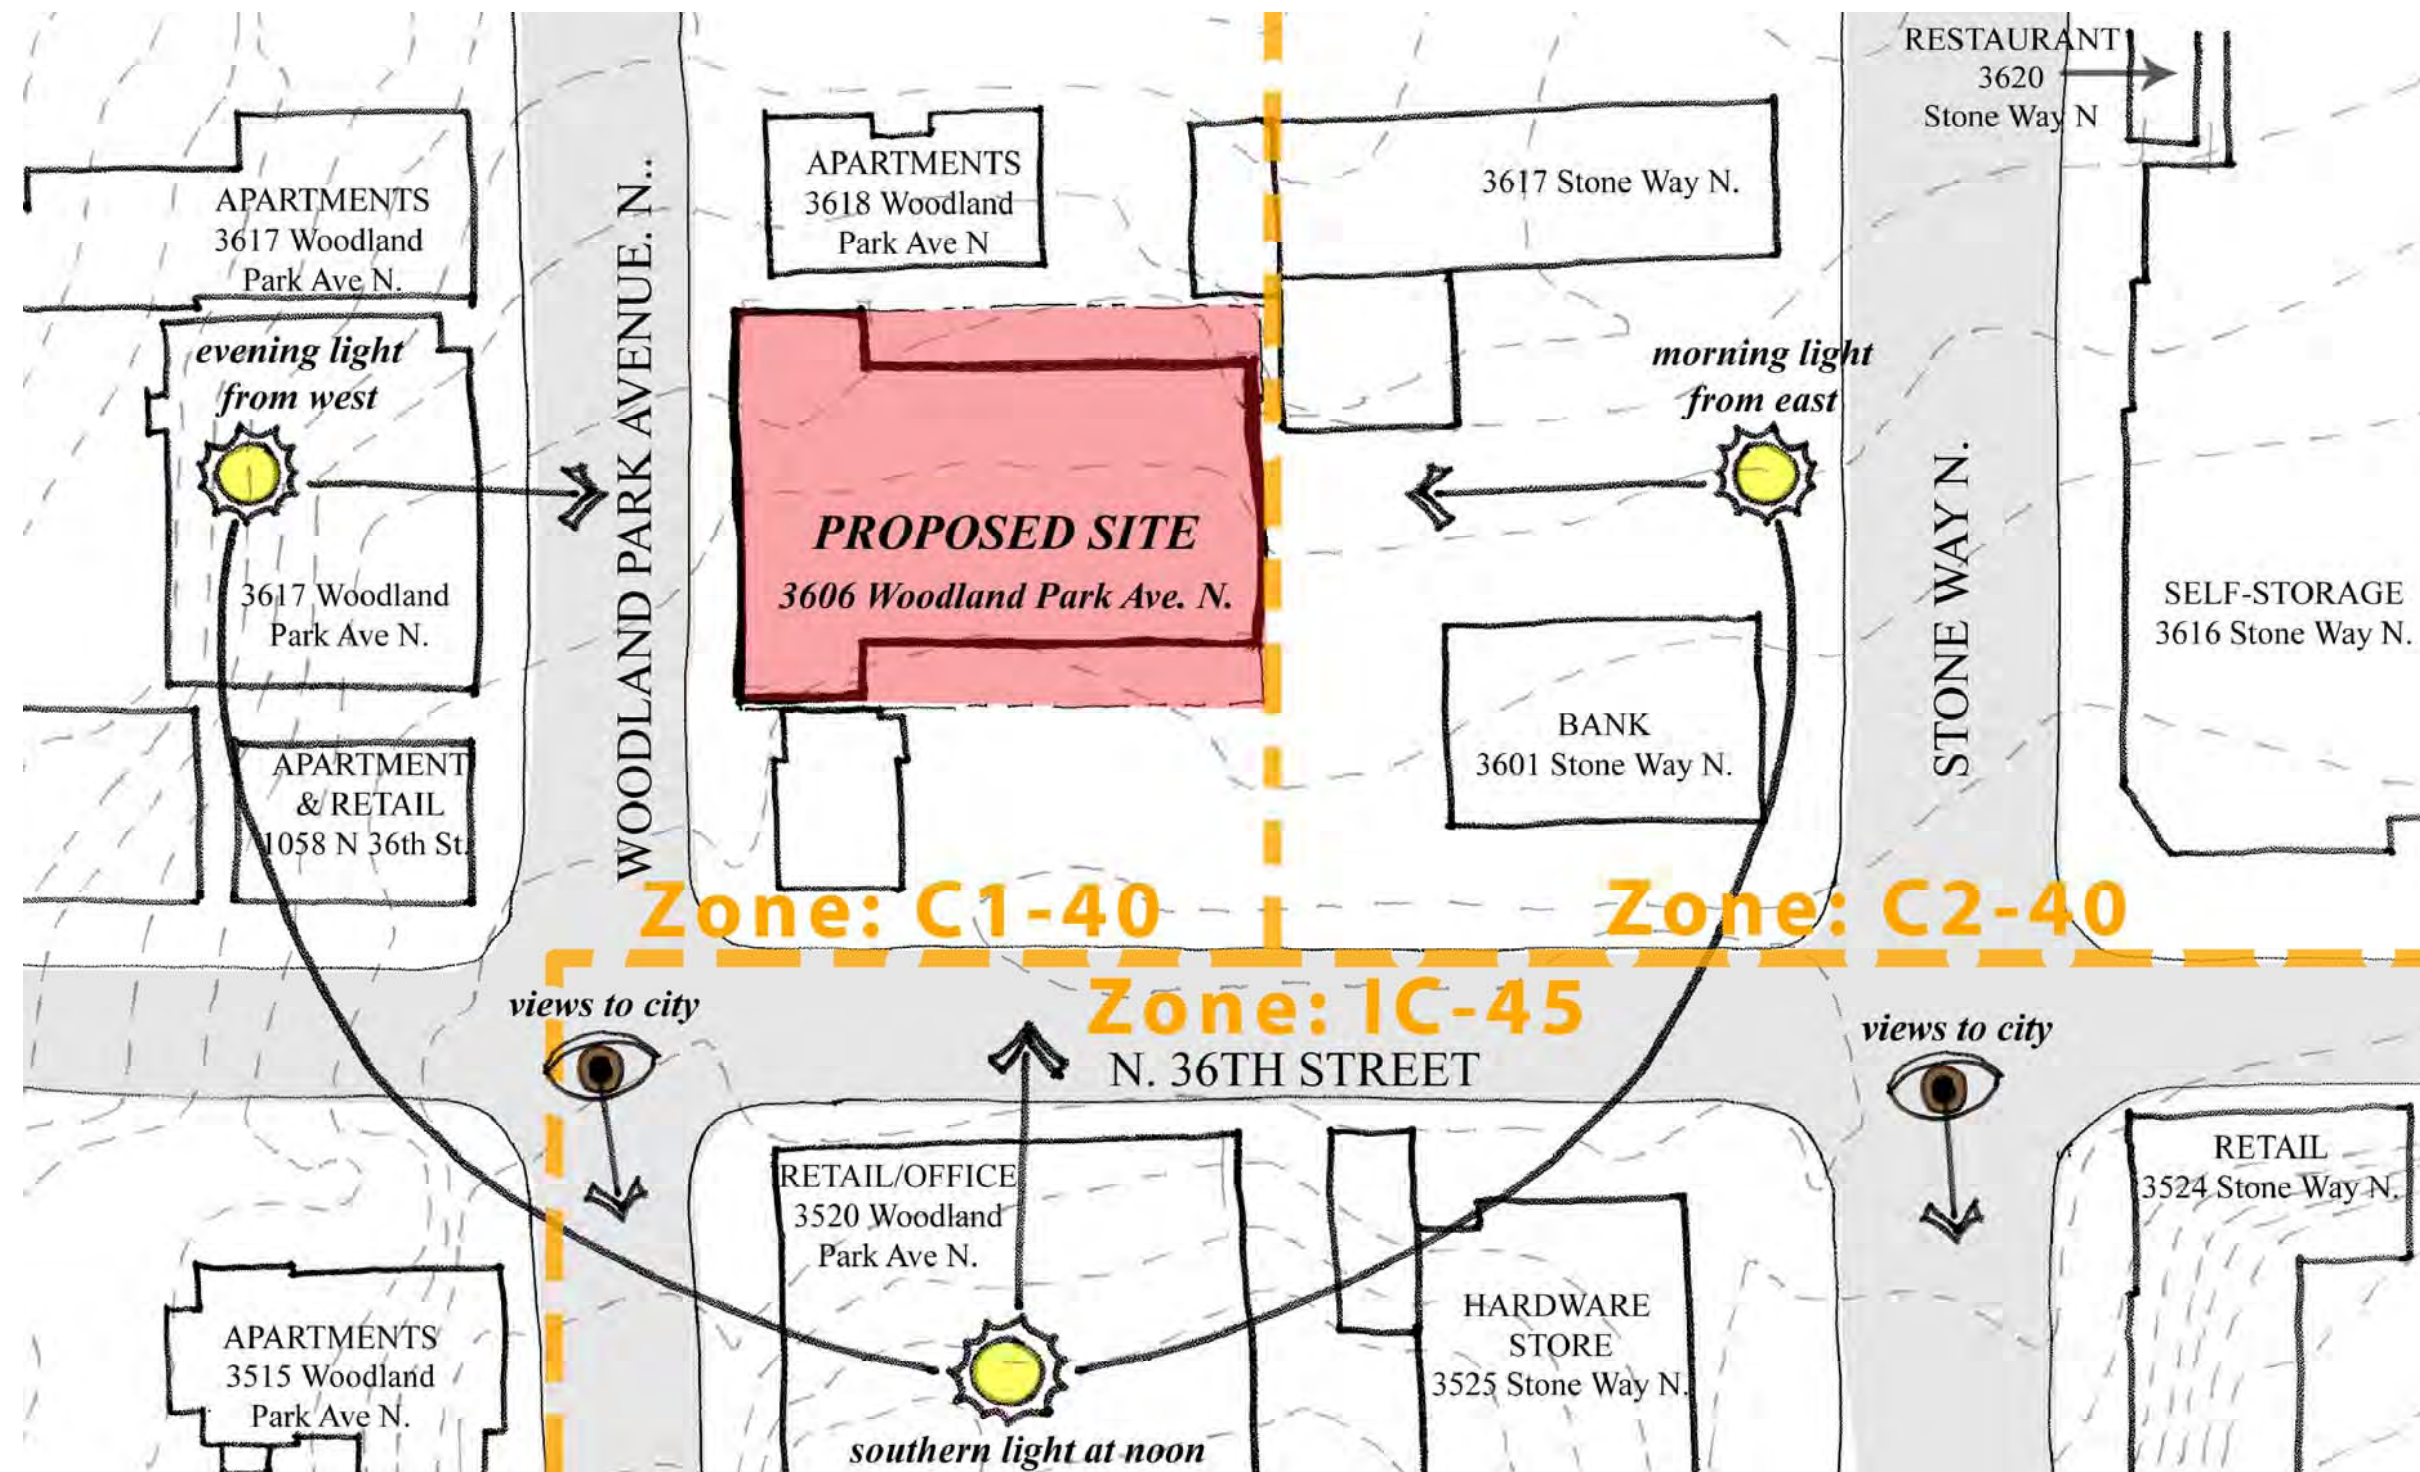 RESTAURANT
3620
Stone Way N
APARTMENTS
3617 Woodland
Park Ave N.
APARTMENTS
3618 Woodland
Park Ave N
3617 Stone Way N.
evening light
from west
morning light
from east
WOODLAND PARK AVENUE. N..
STONE WAY N.
PROPOSED SITE
3606 Woodland Park Ave. N.
3617 Woodland
Park Ave N.
SELF-STORAGE
3616 Stone Way N.
BANK
3601 Stone Way N.
APARTMENT
& RETAIL
1058 N 36th St.
Zone: C1-40
Zone: C2-40
Zone: IC-45
views to city
views to city
N. 36TH STREET
RETAIL/OFFICE
3520 Woodland
Park Ave N.
RETAIL
3524 Stone Way N.
HARDWARE
STORE
3525 Stone Way N.
APARTMENTS
3515 Woodland
Park Ave N.
southern light at noon